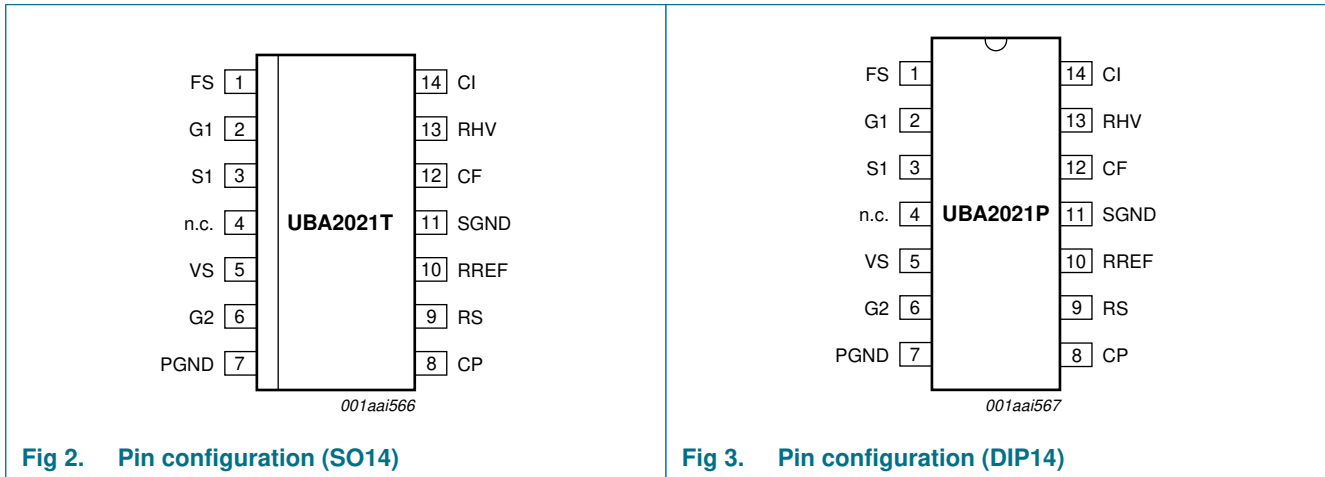 FS 1 14 CI
G1 2 13 RHV
S1 3 12 CF
n.c. 4 UBA2021T 11 SGND
VS 5 10 RREF
G2 6 9 RS
PGND 7 8 CP
001aai566
Fig 2. Pin configuration (SO14)
FS 1 14 CI
G1 2 13 RHV
S1 3 12 CF
n.c. 4 UBA2021P 11 SGND
VS 5 10 RREF
G2 6 9 RS
PGND 7 8 CP
001aai567
Fig 3. Pin configuration (DIP14)